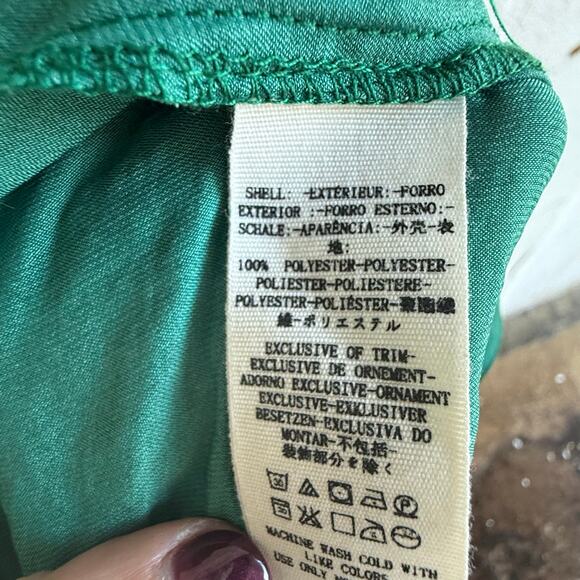 SHELL: -EXTÉRIEUR:-FORRO
EXTERIOR :-FORRO ESTERNO:-
SCHALE:-APARÊNCIA:-外壳-表
地:
100% POLYESTER-POLYESTER-
POLIESTER-POLIESTERE-
POLYESTER-POLIÉSTER-聚酯纖
維-ポリエステル
EXCLUSIVE OF TRIM-
EXCLUSIVE DE ORNEMENT-
ADORNO EXCLUSIVE-ORNAMENT
EXCLUSIVE-EXKLUSIVER
BESETZEN-EXCLUSIVA DO
MONTAR-不包括-
装飾部分を除く
MACHINE WASH COLD WITH
LIKE COLORS
USE ONLY